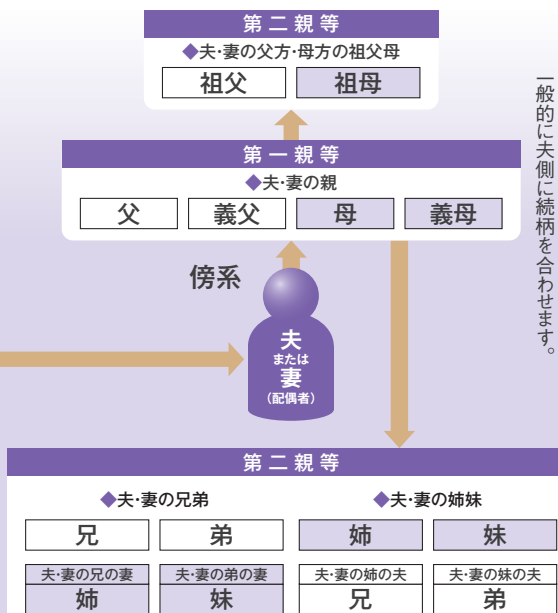 第二親等
◆夫・妻の父方・母方の祖父母
祖父 祖母
第一親等
◆夫・妻の親
父 義父 母 義母
一般的に夫側に続柄を合わせます。
傍系
夫
または
妻
(配偶者)
第二親等
◆夫・妻の兄弟 ◆夫・妻の姉妹
兄 弟 姉 妹
夫・妻の兄の妻 夫・妻の弟の妻 夫・妻の姉の夫 夫・妻の妹の夫
姉 妹 兄 弟